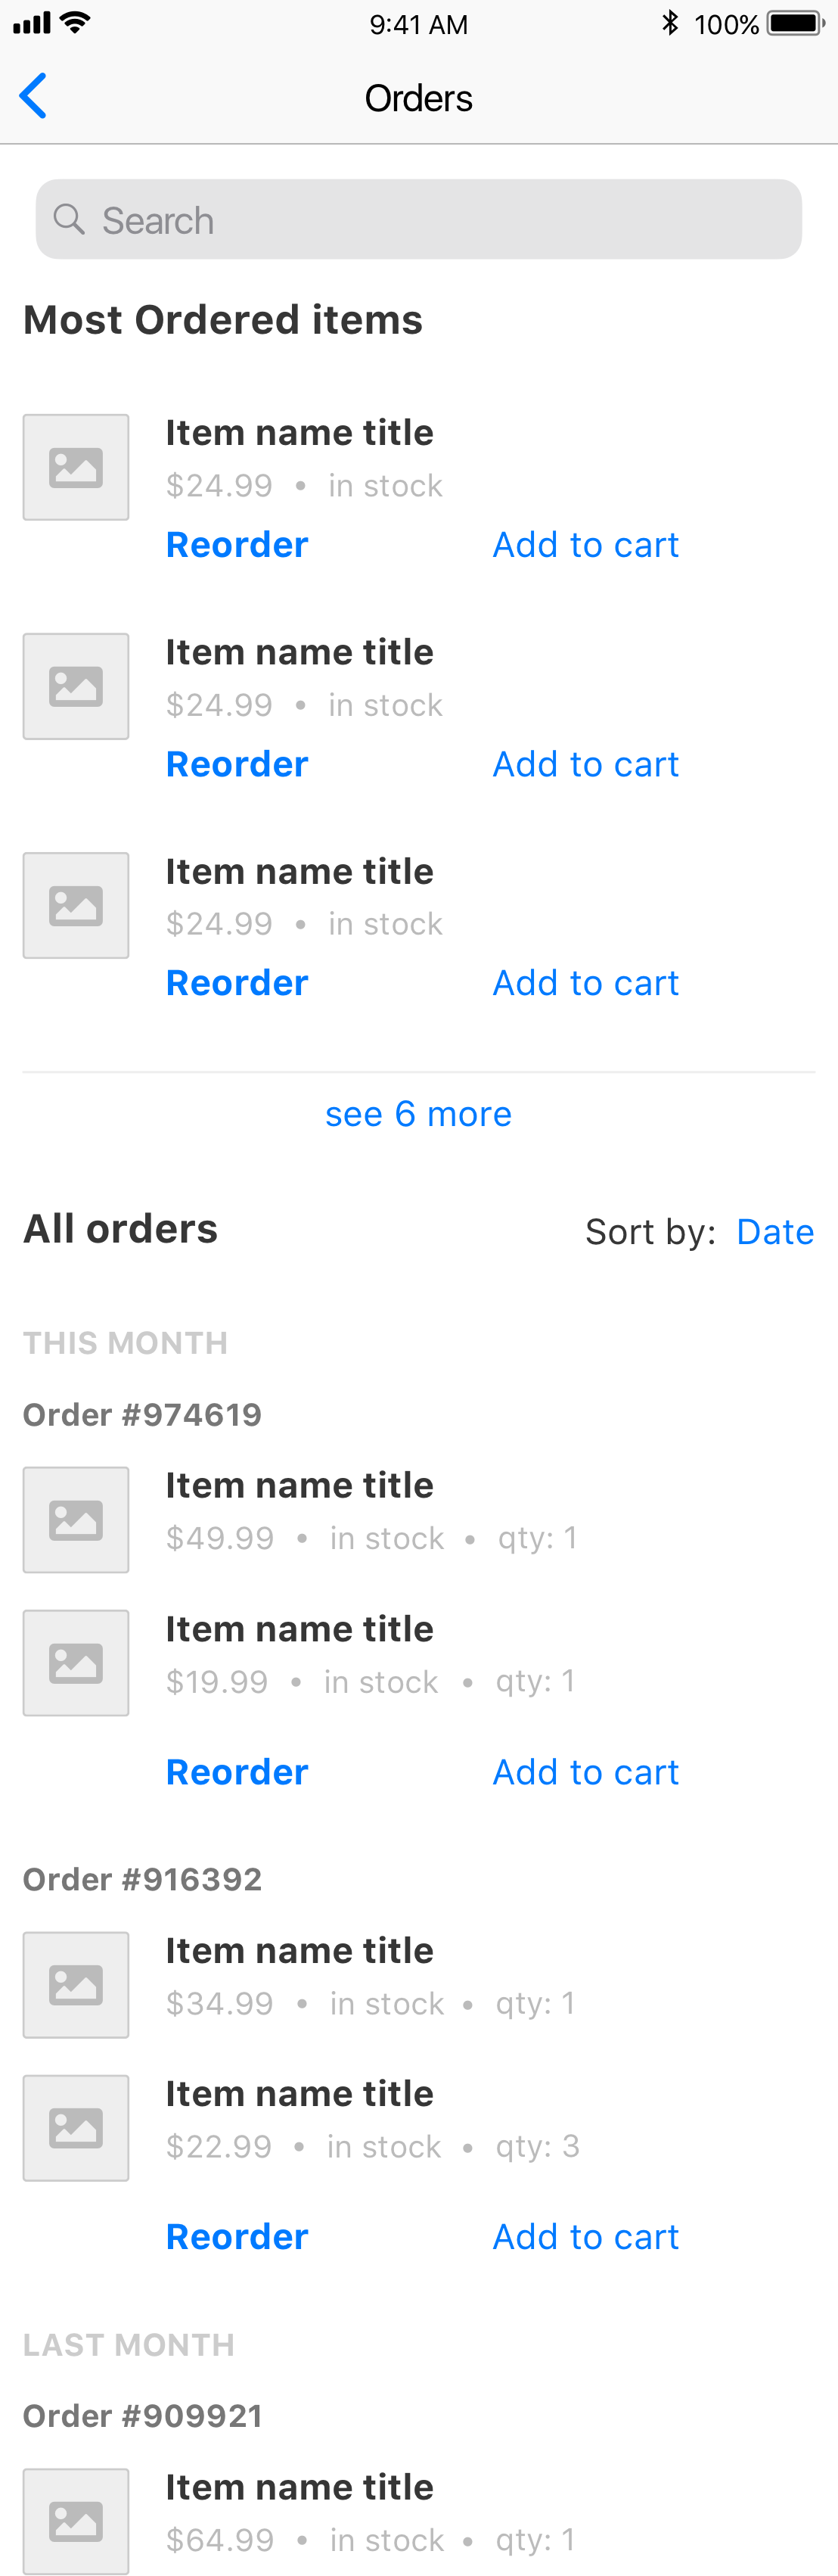 9:41 AM 100%
Orders
Search
Most Ordered items
Item name title
$24.99 • in stock
Reorder Add to cart
Item name title
$24.99 • in stock
Reorder Add to cart
Item name title
$24.99 • in stock
Reorder Add to cart
see 6 more
All orders Sort by: Date
THIS MONTH
Order #974619
Item name title
$49.99 • in stock • qty: 1
Item name title
$19.99 • in stock • qty: 1
Reorder Add to cart
Order #916392
Item name title
$34.99 • in stock • qty: 1
Item name title
$22.99 • in stock • qty: 3
Reorder Add to cart
LAST MONTH
Order #909921
Item name title
$64.99 • in stock • qty: 1